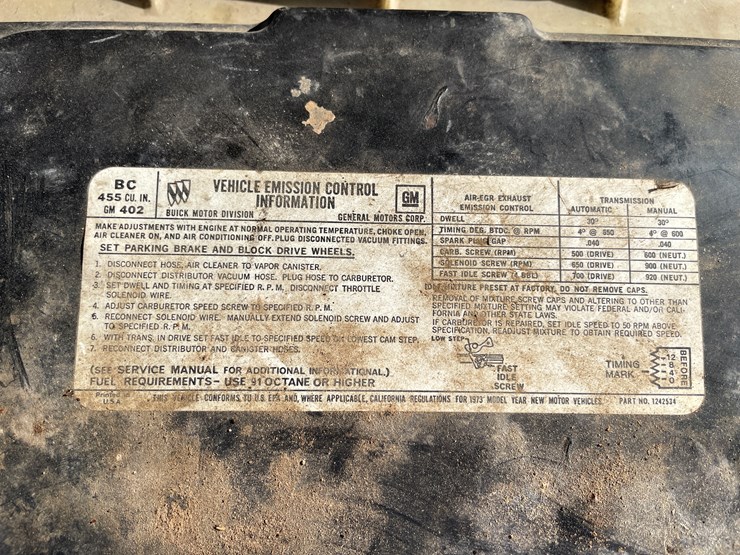 BC
455 CU. IN.
GM 402
VEHICLE EMISSION CONTROL
INFORMATION
BUICK MOTOR DIVISION GENERAL MOTORS CORP.
GM
MAKE ADJUSTMENTS WITH ENGINE AT NORMAL OPERATING TEMPERATURE, CHOKE OPEN,
AIR CLEANER ON, AND AIR CONDITIONING OFF. PLUG DISCONNECTED VACUUM FITTINGS.
SET PARKING BRAKE AND BLOCK DRIVE WHEELS.
1. DISCONNECT HOSE, AIR CLEANER TO VAPOR CANISTER.
2. DISCONNECT DISTRIBUTOR VACUUM HOSE. PLUG HOSE TO CARBURETOR.
3. SET DWELL AND TIMING AT SPECIFIED R.P.M. DISCONNECT THROTTLE
SOLENOID WIRE.
4. ADJUST CARBURETOR SPEED SCREW TO SPECIFIED R.P.M.
5. RECONNECT SOLENOID WIRE. MANUALLY EXTEND SOLENOID SCREW AND ADJUST
TO SPECIFIED R.P.M.
6. WITH TRANS. IN DRIVE SET FAST IDLE TO SPECIFIED SPEED ON LOWEST CAM STEP.
7. RECONNECT DISTRIBUTOR AND CANISTER HOSES.
(SEE SERVICE MANUAL FOR ADDITIONAL INFORMATIONAL.)
FUEL REQUIREMENTS- USE 91 OCTANE OR HIGHER
AIR-EGR-EXHAUST TRANSMISSION
EMISSION CONTROL AUTOMATIC MANUAL
DWELL 30º 30º
TIMING DEG. BTDC. @ RPM 4º @ 650 4º @ 600
SPARK PLUG GAP .040 .040
CARB. SCREW (RPM) 500 (DRIVE) 600 (NEUT.)
SOLENOID SCREW (RPM) 650 (DRIVE) 900 (NEUT.)
FAST IDLE SCREW (4 BBL) 700 (DRIVE) 920 (NEUT.)
IDLE MIXTURE PRESET AT FACTORY. DO NOT REMOVE CAPS.
REMOVAL OF MIXTURE SCREW CAPS AND ALTERING TO OTHER THAN
SPECIFIED MIXTURE SETTING MAY VIOLATE FEDERAL AND/OR CALI-
FORNIA AND OTHER STATE LAWS.
IF CARBURETOR IS REPAIRED, SET IDLE SPEED TO 50 RPM ABOVE
SPECIFICATION. READJUST MIXTURE TO OBTAIN REQUIRED SPEED.
LOW STEP
FAST
IDLE
SCREW
TIMING
MARK
12
8
4
0
BEFORE
Printed in
U.S.A.
THIS VEHICLE CONFORMS TO U.S. EPA AND, WHERE APPLICABLE, CALIFORNIA REGULATIONS FOR 1973 MODEL YEAR NEW MOTOR VEHICLES. PART NO. 1242524